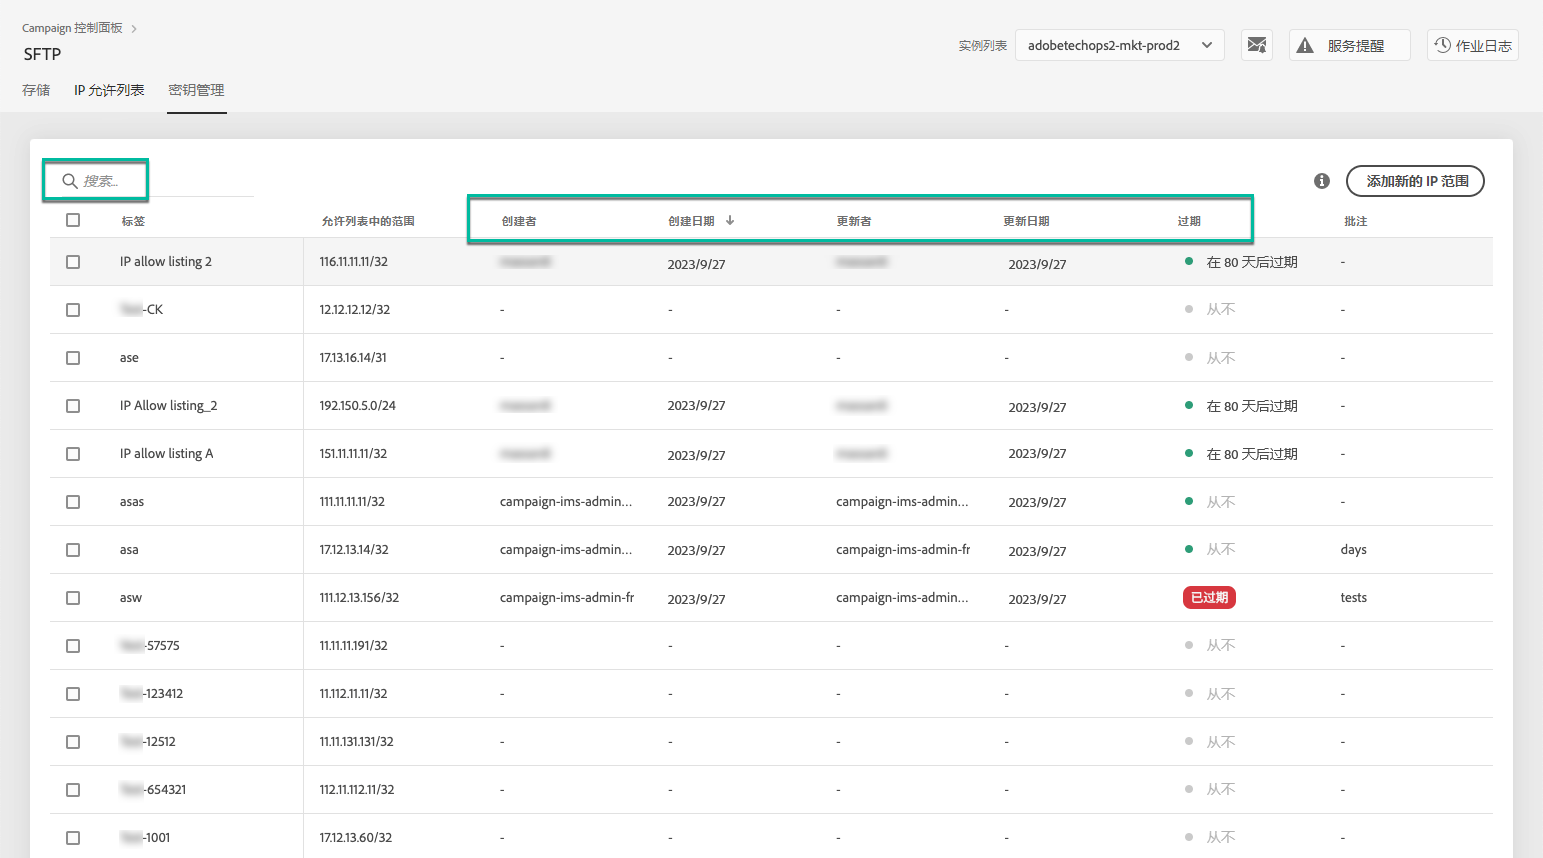 Campaign 控制面板
SFTP
实例列表 adobetechops2-mkt-prod2 服务提醒 作业日志
存储 IP 允许列表 密钥管理
搜索... 添加新的 IP 范围
标签 允许列表中的范围 创建者 创建日期 更新者 更新日期 过期 批注
IP allow listing 2 116.11.11.11/32 2023/9/27 2023/9/27 在 80 天后过期 -
-CK 12.12.12.12/32 - - - - 从不 -
ase 17.13.16.14/31 - - - - 从不 -
IP Allow listing_2 192.150.5.0/24 2023/9/27 2023/9/27 在 80 天后过期 -
IP allow listing A 151.11.11.11/32 2023/9/27 2023/9/27 在 80 天后过期 -
asas 111.11.11.11/32 campaign-ims-admin... 2023/9/27 campaign-ims-admin... 2023/9/27 从不 -
asa 17.12.13.14/32 campaign-ims-admin... 2023/9/27 campaign-ims-admin-fr 2023/9/27 从不 days
asw 111.12.13.156/32 campaign-ims-admin-fr 2023/9/27 campaign-ims-admin... 2023/9/27 已过期 tests
-57575 11.11.11.191/32 - - - - 从不 -
-123412 11.112.11.11/32 - - - - 从不 -
-12512 11.11.131.131/32 - - - - 从不 -
-654321 112.11.112.11/32 - - - - 从不 -
-1001 17.12.13.60/32 - - - - 从不 -